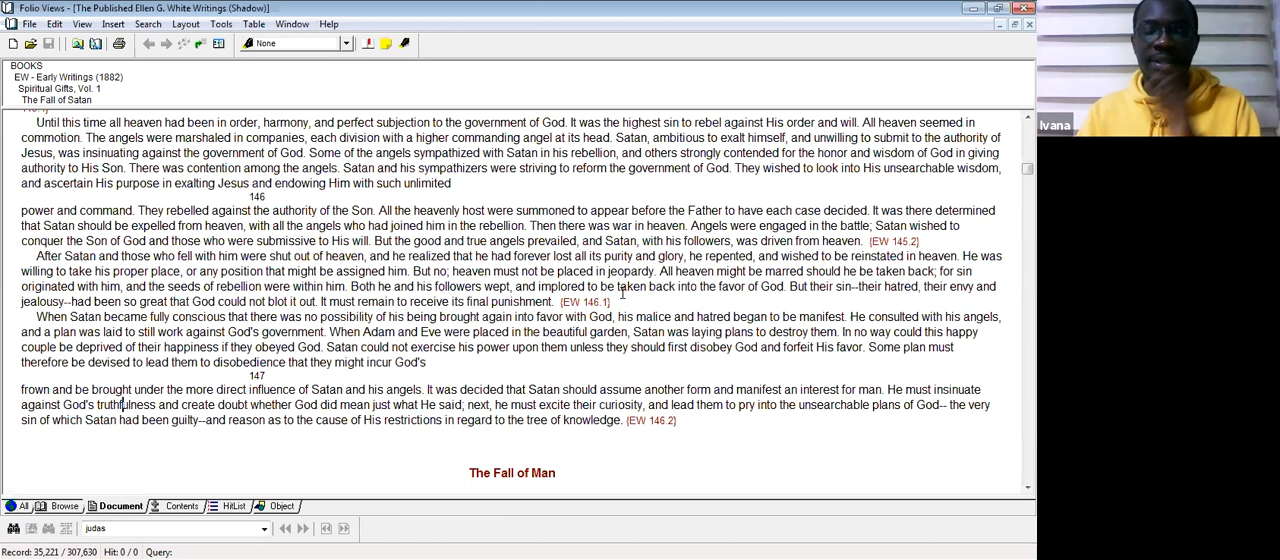 Folio Views - [The Published Ellen G. White Writings (Shadow)]
File Edit View Insert Search Layout Tools Table Window Help
None
BOOKS
EW - Early Writings (1882)
Spiritual Gifts, Vol. 1
The Fall of Satan
Until this time all heaven had been in order, harmony, and perfect subjection to the government of God. It was the highest sin to rebel against His order and will. All heaven seemed in
commotion. The angels were marshaled in companies, each division with a higher commanding angel at its head. Satan, ambitious to exalt himself, and unwilling to submit to the authority of
Jesus, was insinuating against the government of God. Some of the angels sympathized with Satan in his rebellion, and others strongly contended for the honor and wisdom of God in giving
authority to His Son. There was contention among the angels. Satan and his sympathizers were striving to reform the government of God. They wished to look into His unsearchable wisdom,
and ascertain His purpose in exalting Jesus and endowing Him with such unlimited
146
power and command. They rebelled against the authority of the Son. All the heavenly host were summoned to appear before the Father to have each case decided. It was there determined
that Satan should be expelled from heaven, with all the angels who had joined him in the rebellion. Then there was war in heaven. Angels were engaged in the battle; Satan wished to
conquer the Son of God and those who were submissive to His will. But the good and true angels prevailed, and Satan, with his followers, was driven from heaven. {EW 145.2}
After Satan and those who fell with him were shut out of heaven, and he realized that he had forever lost all its purity and glory, he repented, and wished to be reinstated in heaven. He was
willing to take his proper place, or any position that might be assigned him. But no; heaven must not be placed in jeopardy. All heaven might be marred should he be taken back; for sin
originated with him, and the seeds of rebellion were within him. Both he and his followers wept, and implored to be taken back into the favor of God. But their sin--their hatred, their envy and
jealousy--had been so great that God could not blot it out. It must remain to receive its final punishment. {EW 146.1}
When Satan became fully conscious that there was no possibility of his being brought again into favor with God, his malice and hatred began to be manifest. He consulted with his angels,
and a plan was laid to still work against God's government. When Adam and Eve were placed in the beautiful garden, Satan was laying plans to destroy them. In no way could this happy
couple be deprived of their happiness if they obeyed God. Satan could not exercise his power upon them unless they should first disobey God and forfeit His favor. Some plan must
therefore be devised to lead them to disobedience that they might incur God's
147
frown and be brought under the more direct influence of Satan and his angels. It was decided that Satan should assume another form and manifest an interest for man. He must insinuate
against God's truthfulness and create doubt whether God did mean just what He said; next, he must excite their curiosity, and lead them to pry into the unsearchable plans of God-- the very
sin of which Satan had been guilty--and reason as to the cause of His restrictions in regard to the tree of knowledge. {EW 146.2}
The Fall of Man
All Browse Document Contents HitList Object
judas
Record: 35,221 / 307,630 Hit: 0 / 0 Query:
Ivana